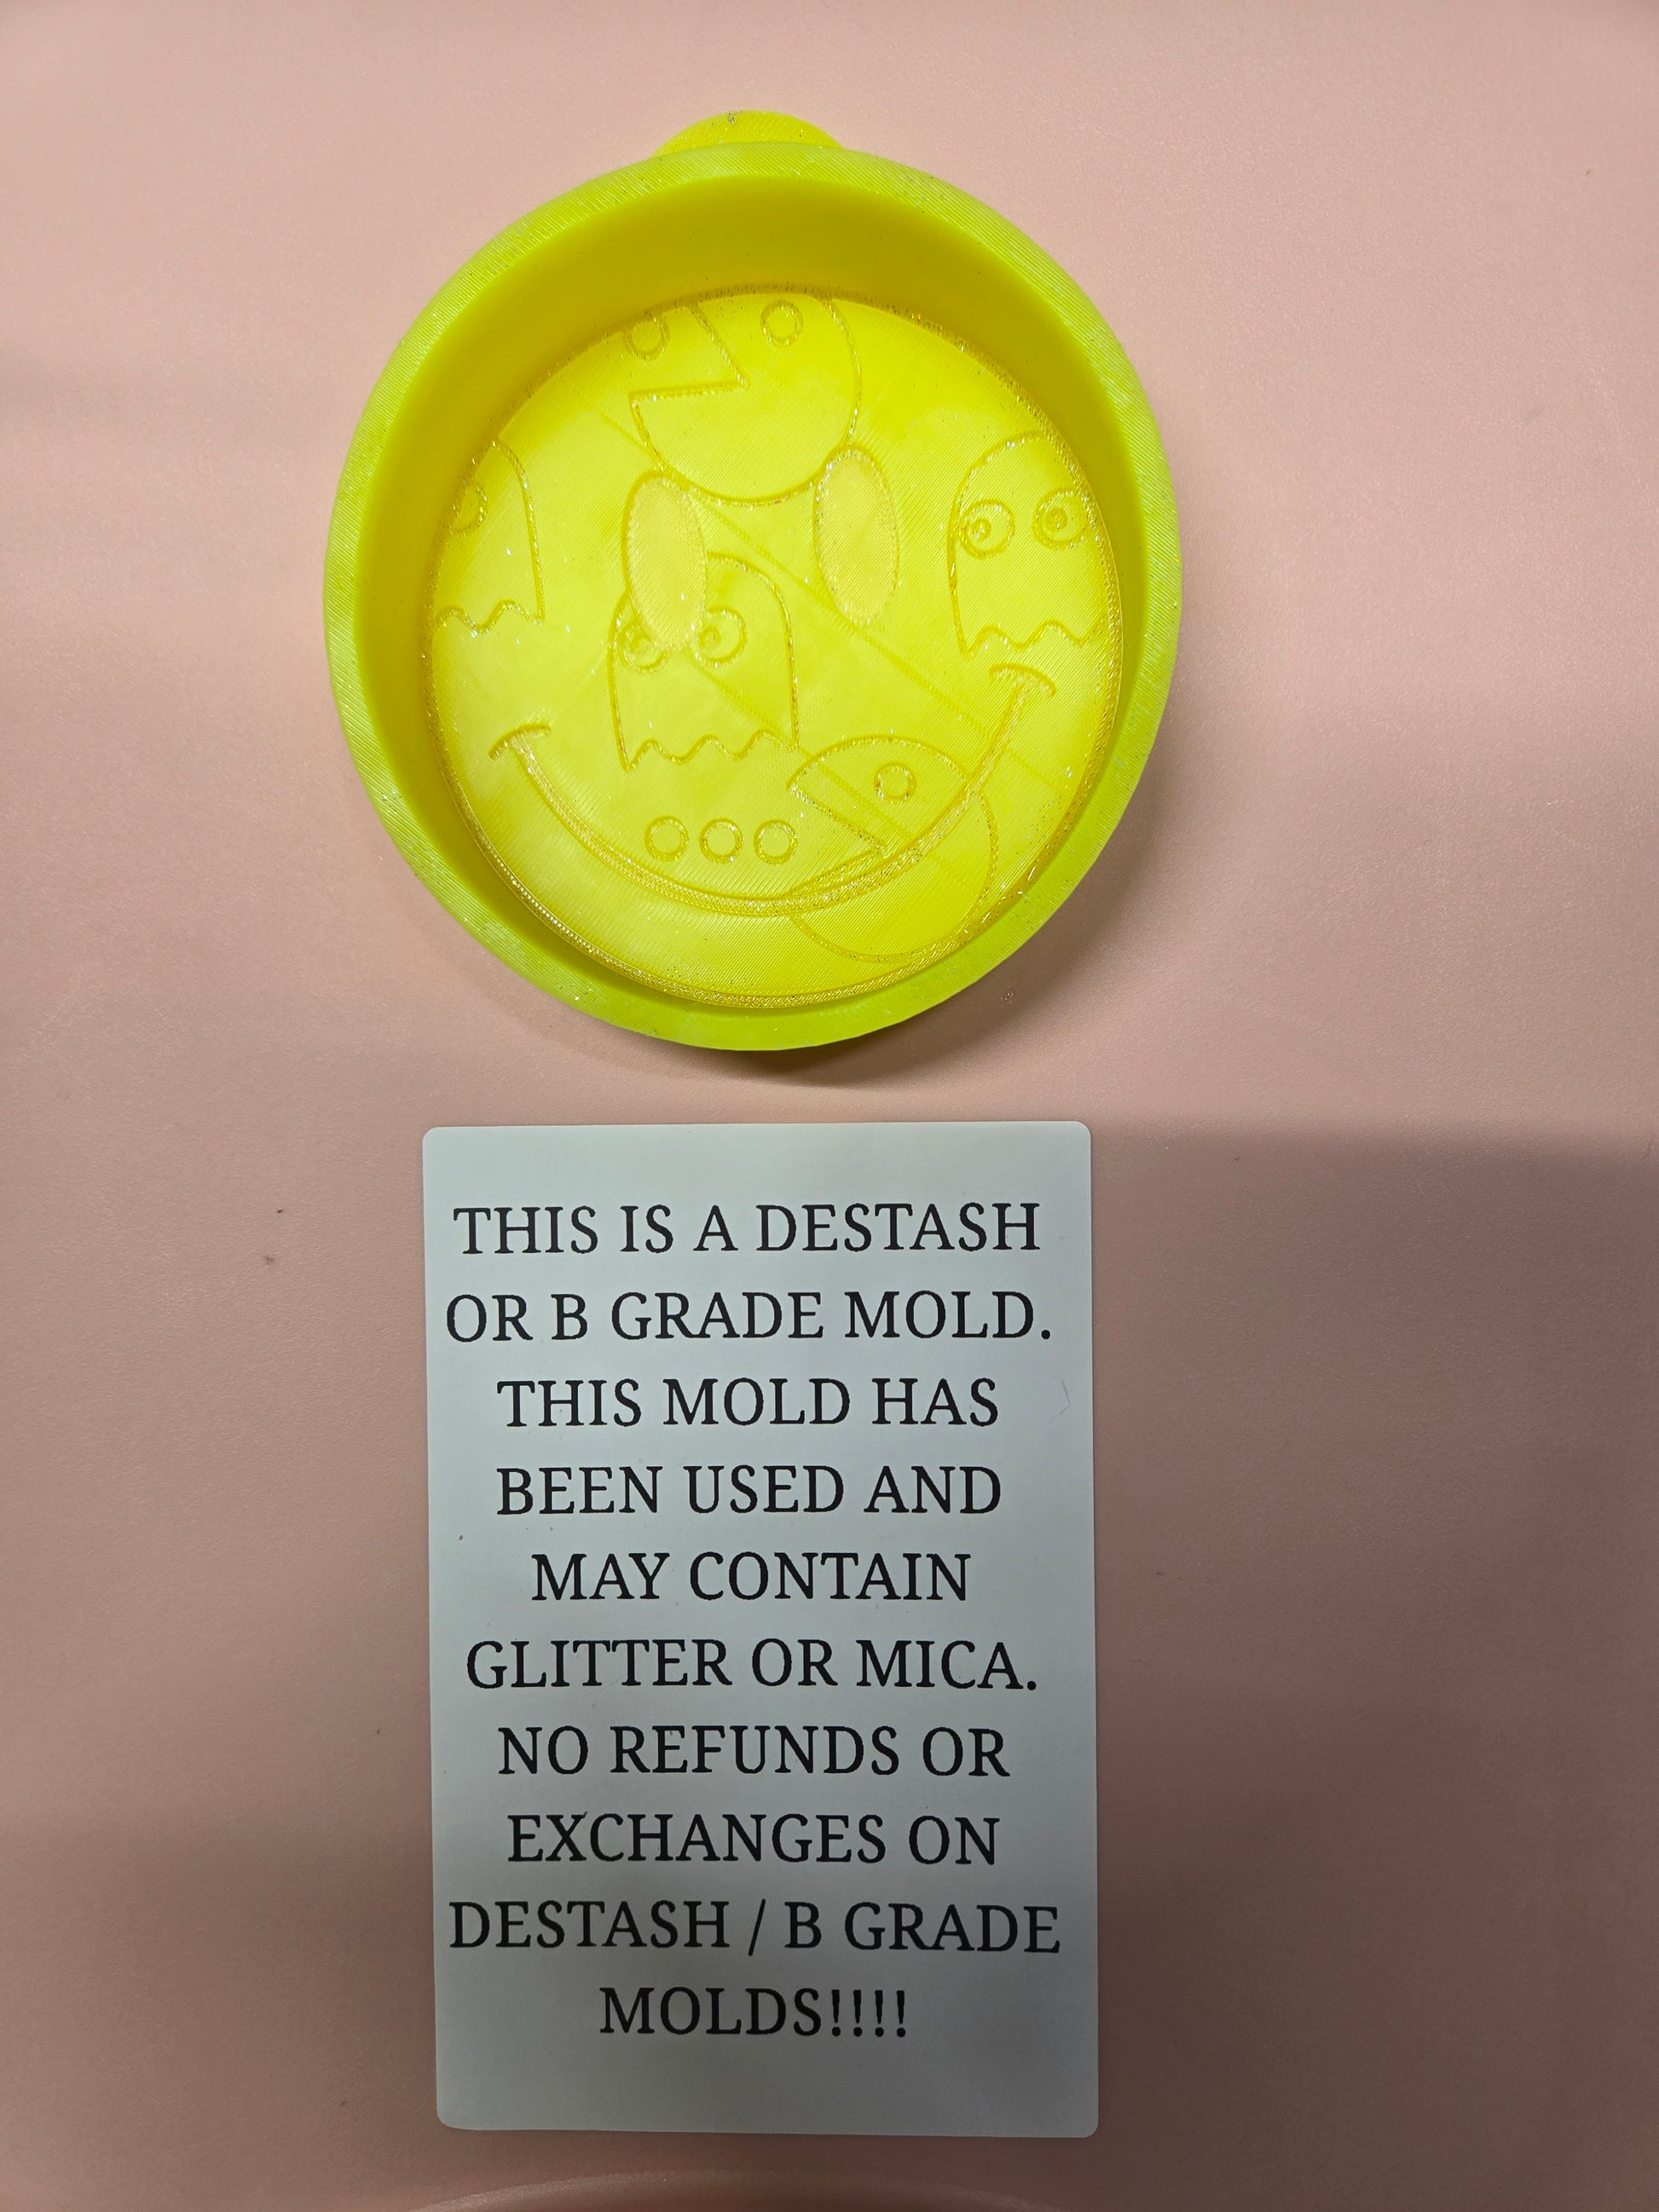 THIS IS A DESTASH
OR B GRADE MOLD.
THIS MOLD HAS
BEEN USED AND
MAY CONTAIN
GLITTER OR MICA.
NO REFUNDS OR
EXCHANGES ON
DESTASH / B GRADE
MOLDS!!!!